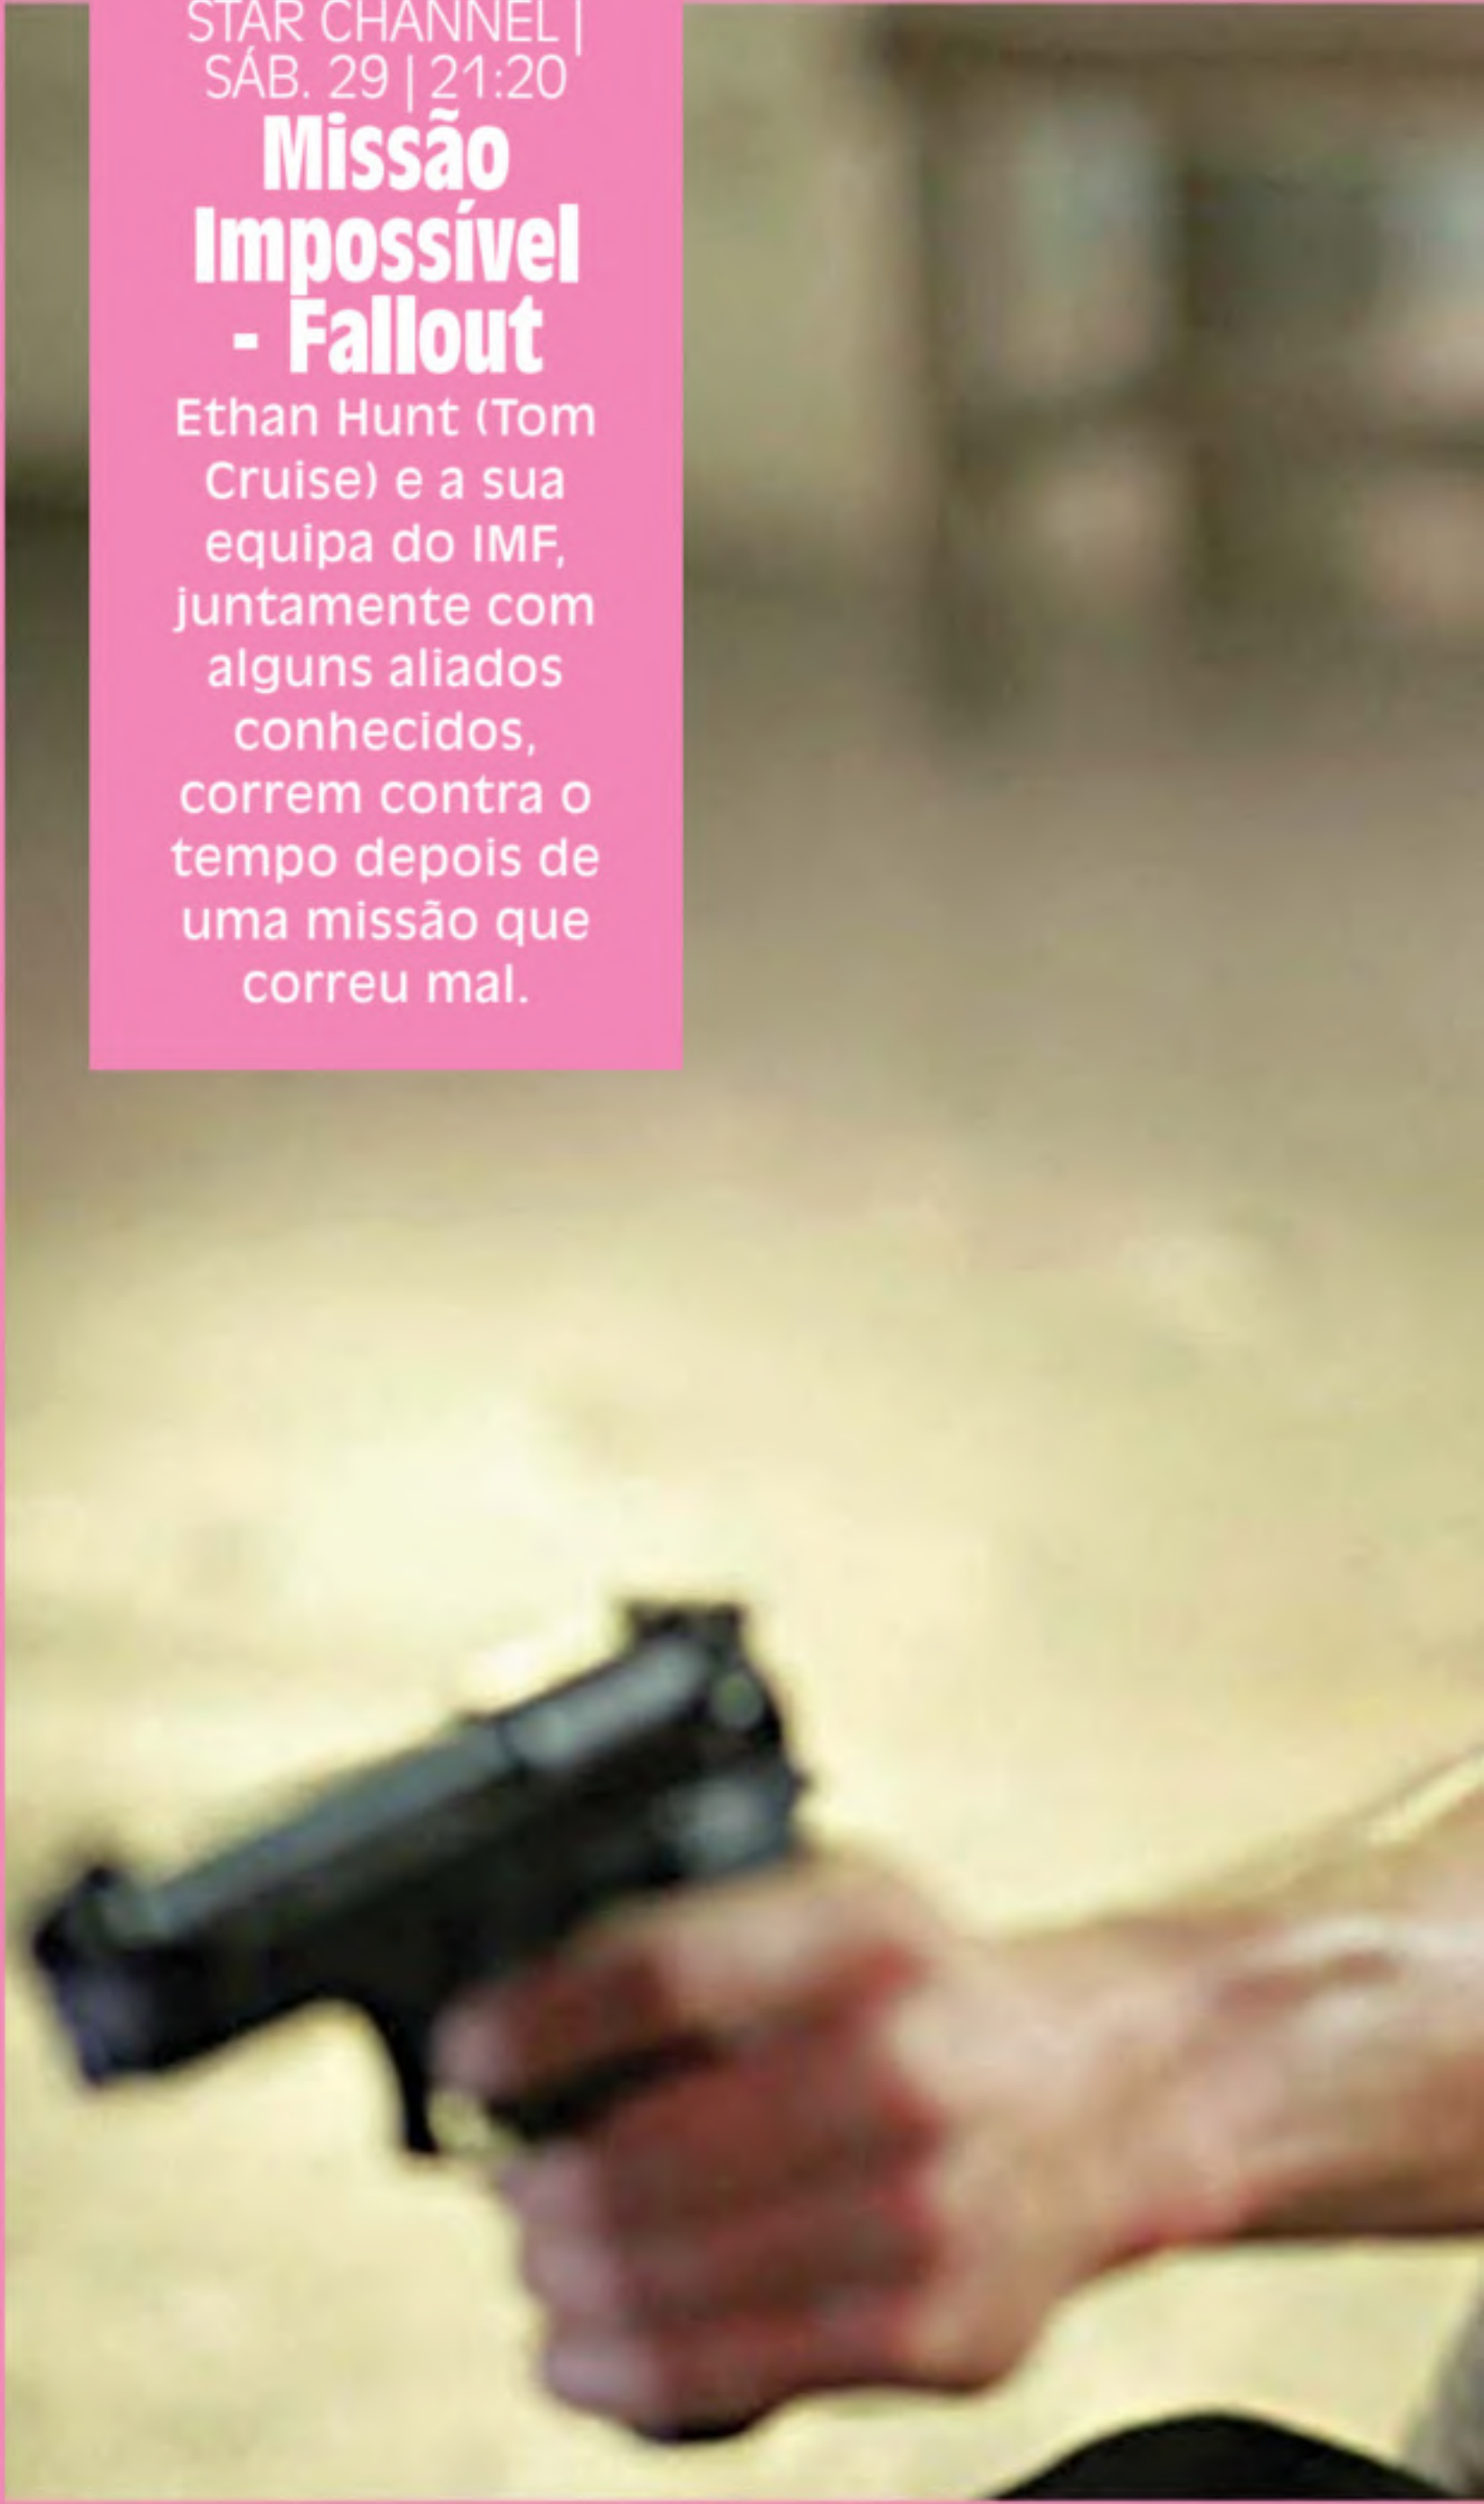 STAR CHANNEL |
SÁB. 29 | 21:20
Missão
Impossível
- Fallout
Ethan Hunt (Tom
Cruise) e a sua
equipa do IMF,
juntamente com
alguns aliados
conhecidos,
correm contra o
tempo depois de
uma missão que
correu mal.